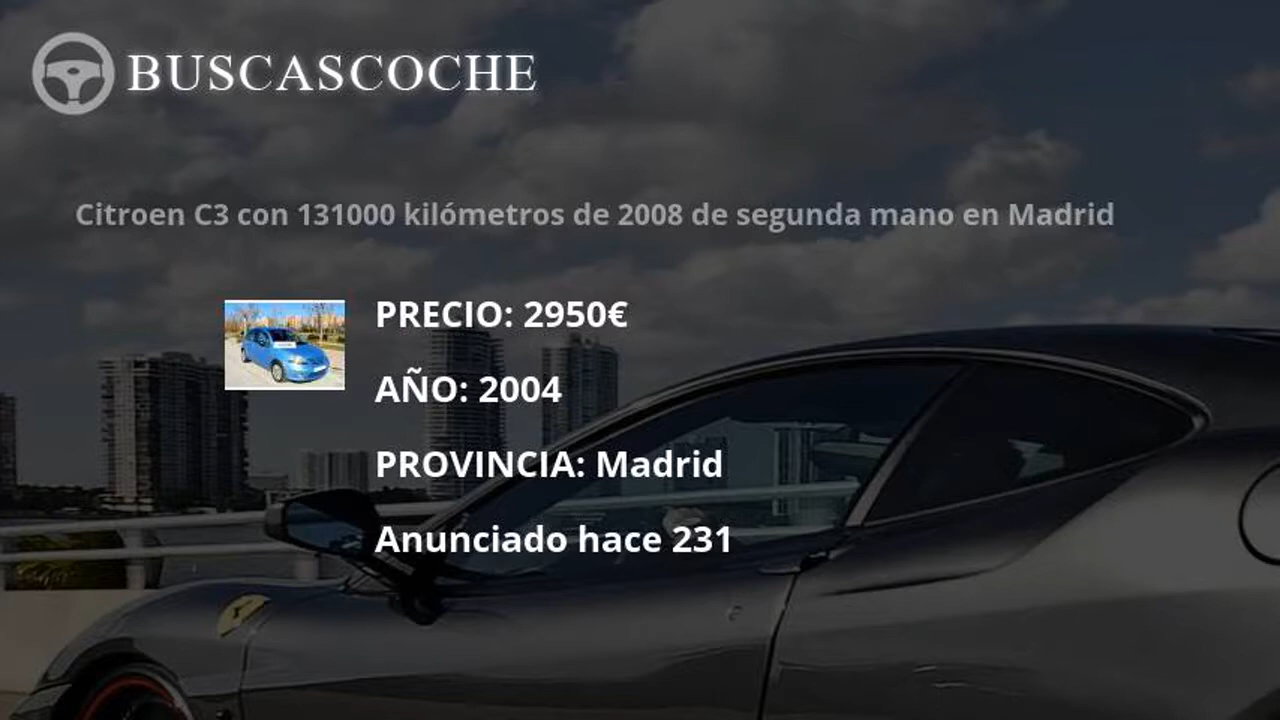 BUSCASCOCHE
Citroen C3 con 131000 kilómetros de 2008 de segunda mano en Madrid
PRECIO: 2950€
AÑO: 2004
PROVINCIA: Madrid
Anunciado hace 231